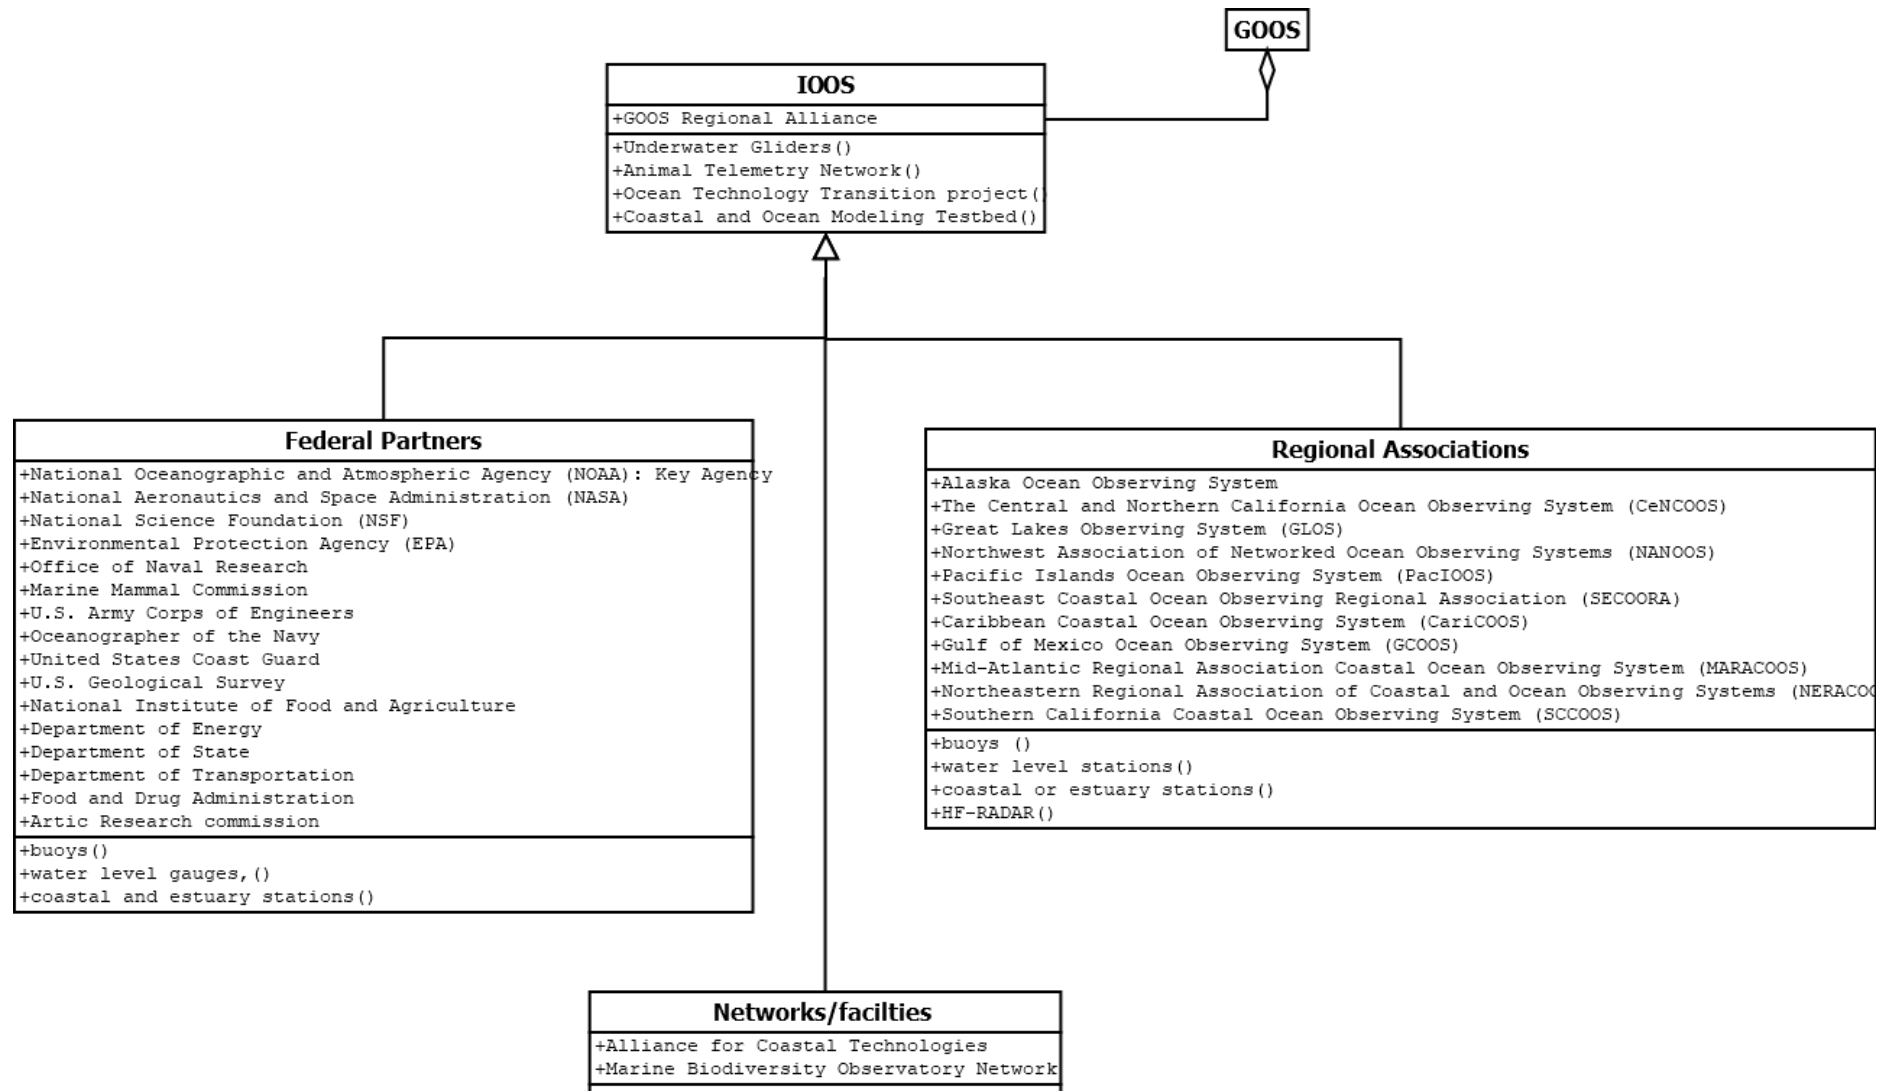 GOOS
IOOS
+GOOS Regional Alliance
+Underwater Gliders()
+Animal Telemetry Network()
+Ocean Technology Transition project()
+Coastal and Ocean Modeling Testbed()
Federal Partners
+National Oceanographic and Atmospheric Agency (NOAA): Key Agency
+National Aeronautics and Space Administration (NASA)
+National Science Foundation (NSF)
+Environmental Protection Agency (EPA)
+Office of Naval Research
+Marine Mammal Commission
+U.S. Army Corps of Engineers
+Oceanographer of the Navy
+United States Coast Guard
+U.S. Geological Survey
+National Institute of Food and Agriculture
+Department of Energy
+Department of State
+Department of Transportation
+Food and Drug Administration
+Artic Research commission
+buoys()
+water level gauges,()
+coastal and estuary stations()
Regional Associations
+Alaska Ocean Observing System
+The Central and Northern California Ocean Observing System (CeNCOOS)
+Great Lakes Observing System (GLOS)
+Northwest Association of Networked Ocean Observing Systems (NANOOS)
+Pacific Islands Ocean Observing System (PacIOOS)
+Southeast Coastal Ocean Observing Regional Association (SECOORA)
+Caribbean Coastal Ocean Observing System (CariCOOS)
+Gulf of Mexico Ocean Observing System (GCOOS)
+Mid-Atlantic Regional Association Coastal Ocean Observing System (MARACOOS)
+Northeastern Regional Association of Coastal and Ocean Observing Systems (NERACOO
+Southern California Coastal Ocean Observing System (SCCOOS)
+buoys ()
+water level stations()
+coastal or estuary stations()
+HF-RADAR()
Networks/facilties
+Alliance for Coastal Technologies
+Marine Biodiversity Observatory Network